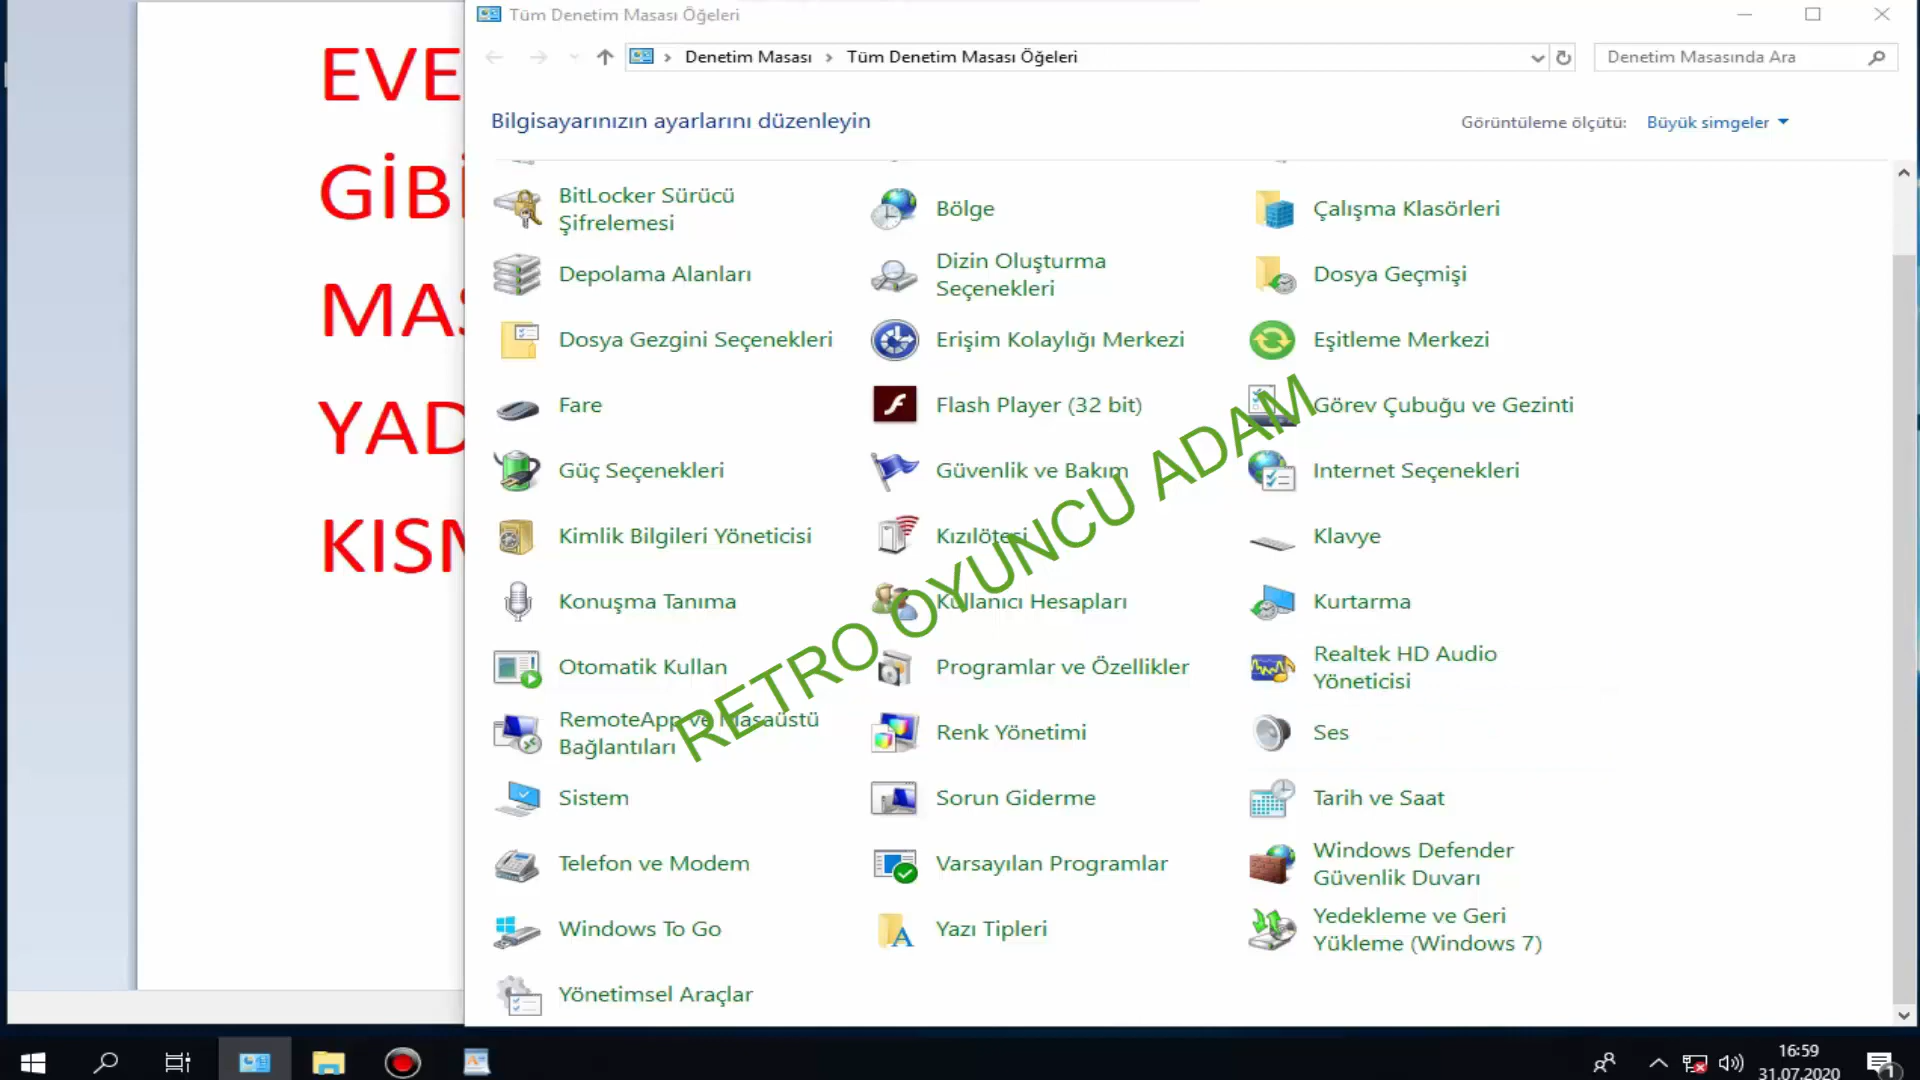 Tüm Denetim Masası Öğeleri
Denetim Masası › Tüm Denetim Masası Öğeleri
Denetim Masasında Ara
Bilgisayarınızın ayarlarını düzenleyin
Görüntüleme ölçütü: Büyük simgeler
EVE
GİBİ
MAS
YAD
KISM
BitLocker Sürücü
Şifrelemesi
Bölge
Çalışma Klasörleri
Depolama Alanları
Dizin Oluşturma
Seçenekleri
Dosya Geçmişi
Dosya Gezgini Seçenekleri
Erişim Kolaylığı Merkezi
Eşitleme Merkezi
Fare
Flash Player (32 bit)
Görev Çubuğu ve Gezinti
Güç Seçenekleri
Güvenlik ve Bakım
Internet Seçenekleri
Kimlik Bilgileri Yöneticisi
Kızılötesi
Klavye
Konuşma Tanıma
Kullanıcı Hesapları
Kurtarma
Otomatik Kullan
Programlar ve Özellikler
Realtek HD Audio
Yöneticisi
RemoteApp ve Masaüstü
Bağlantıları
Renk Yönetimi
Ses
Sistem
Sorun Giderme
Tarih ve Saat
Telefon ve Modem
Varsayılan Programlar
Windows Defender
Güvenlik Duvarı
Windows To Go
Yazı Tipleri
Yedekleme ve Geri
Yükleme (Windows 7)
Yönetimsel Araçlar
RETRO OYUNCU ADAM
16:59
31.07.2020
1